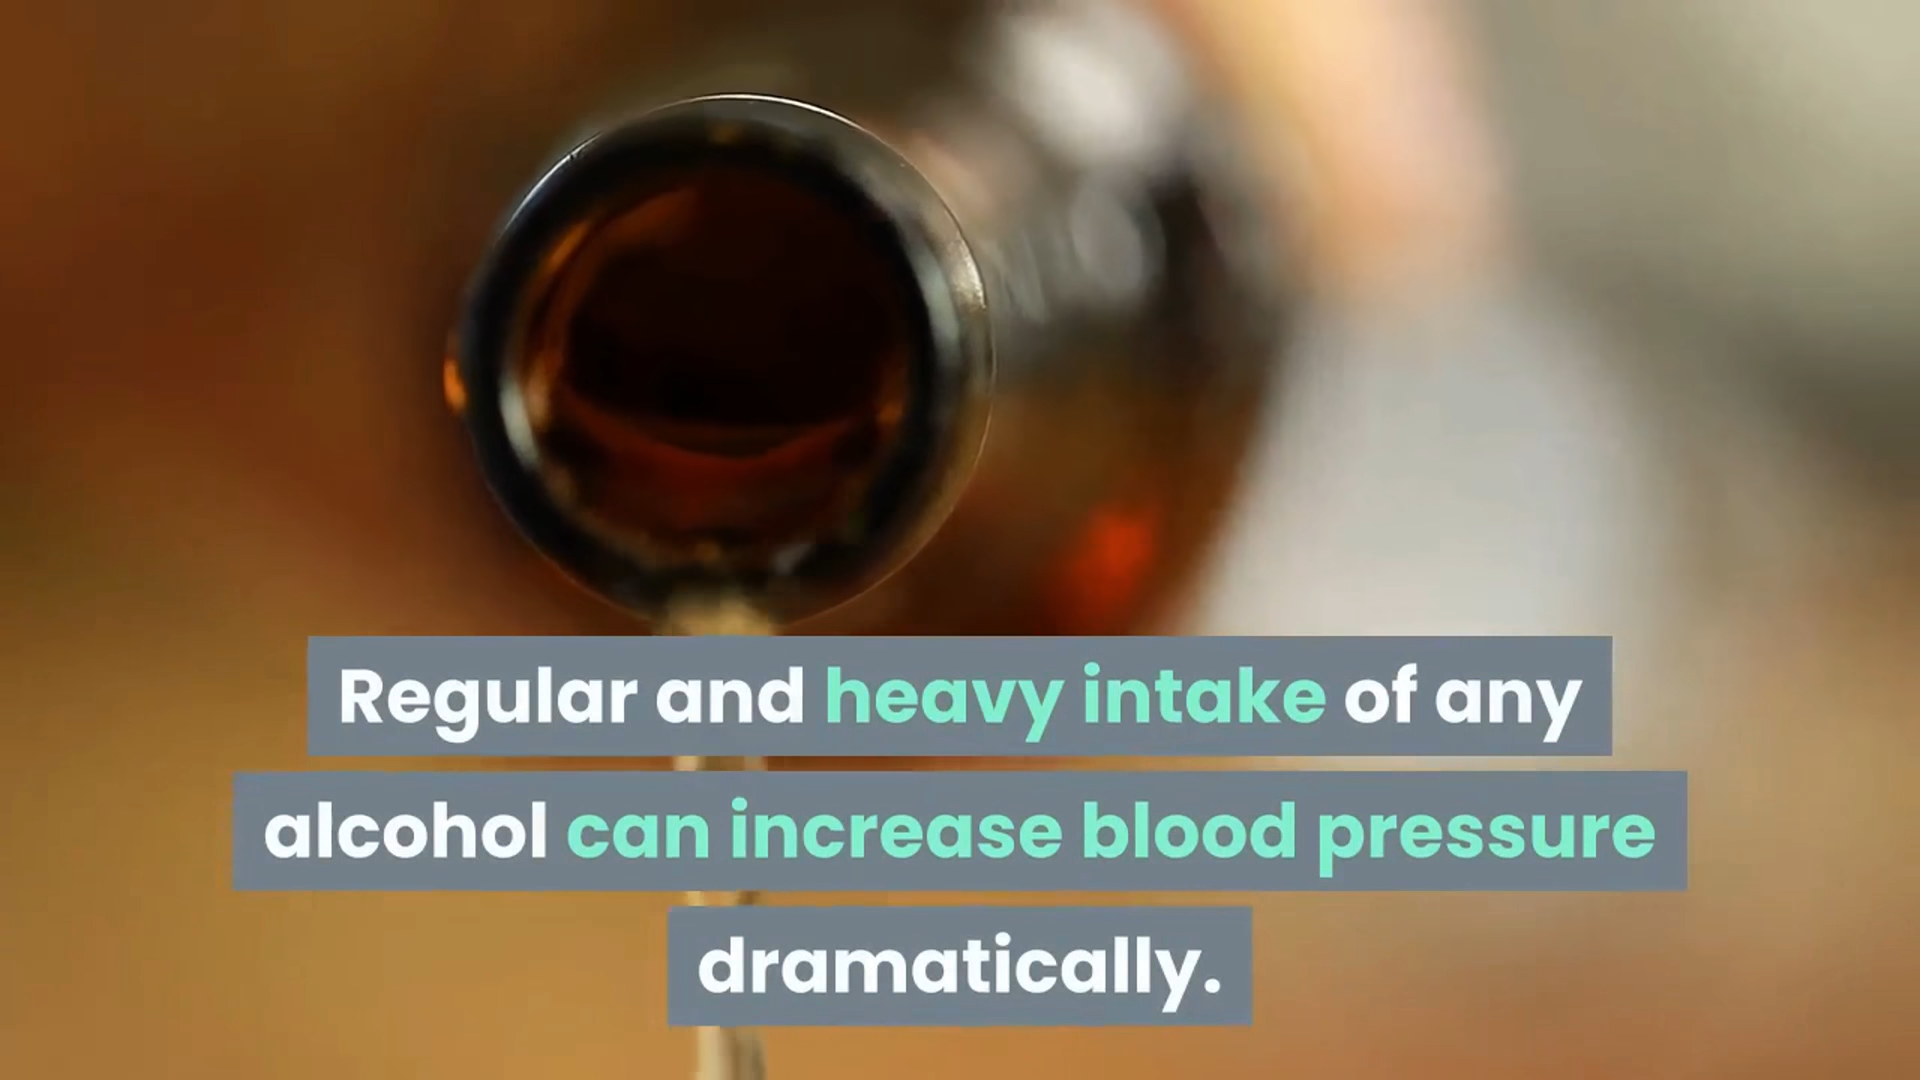 Regular and heavy intake of any
alcohol can increase blood pressure
dramatically.